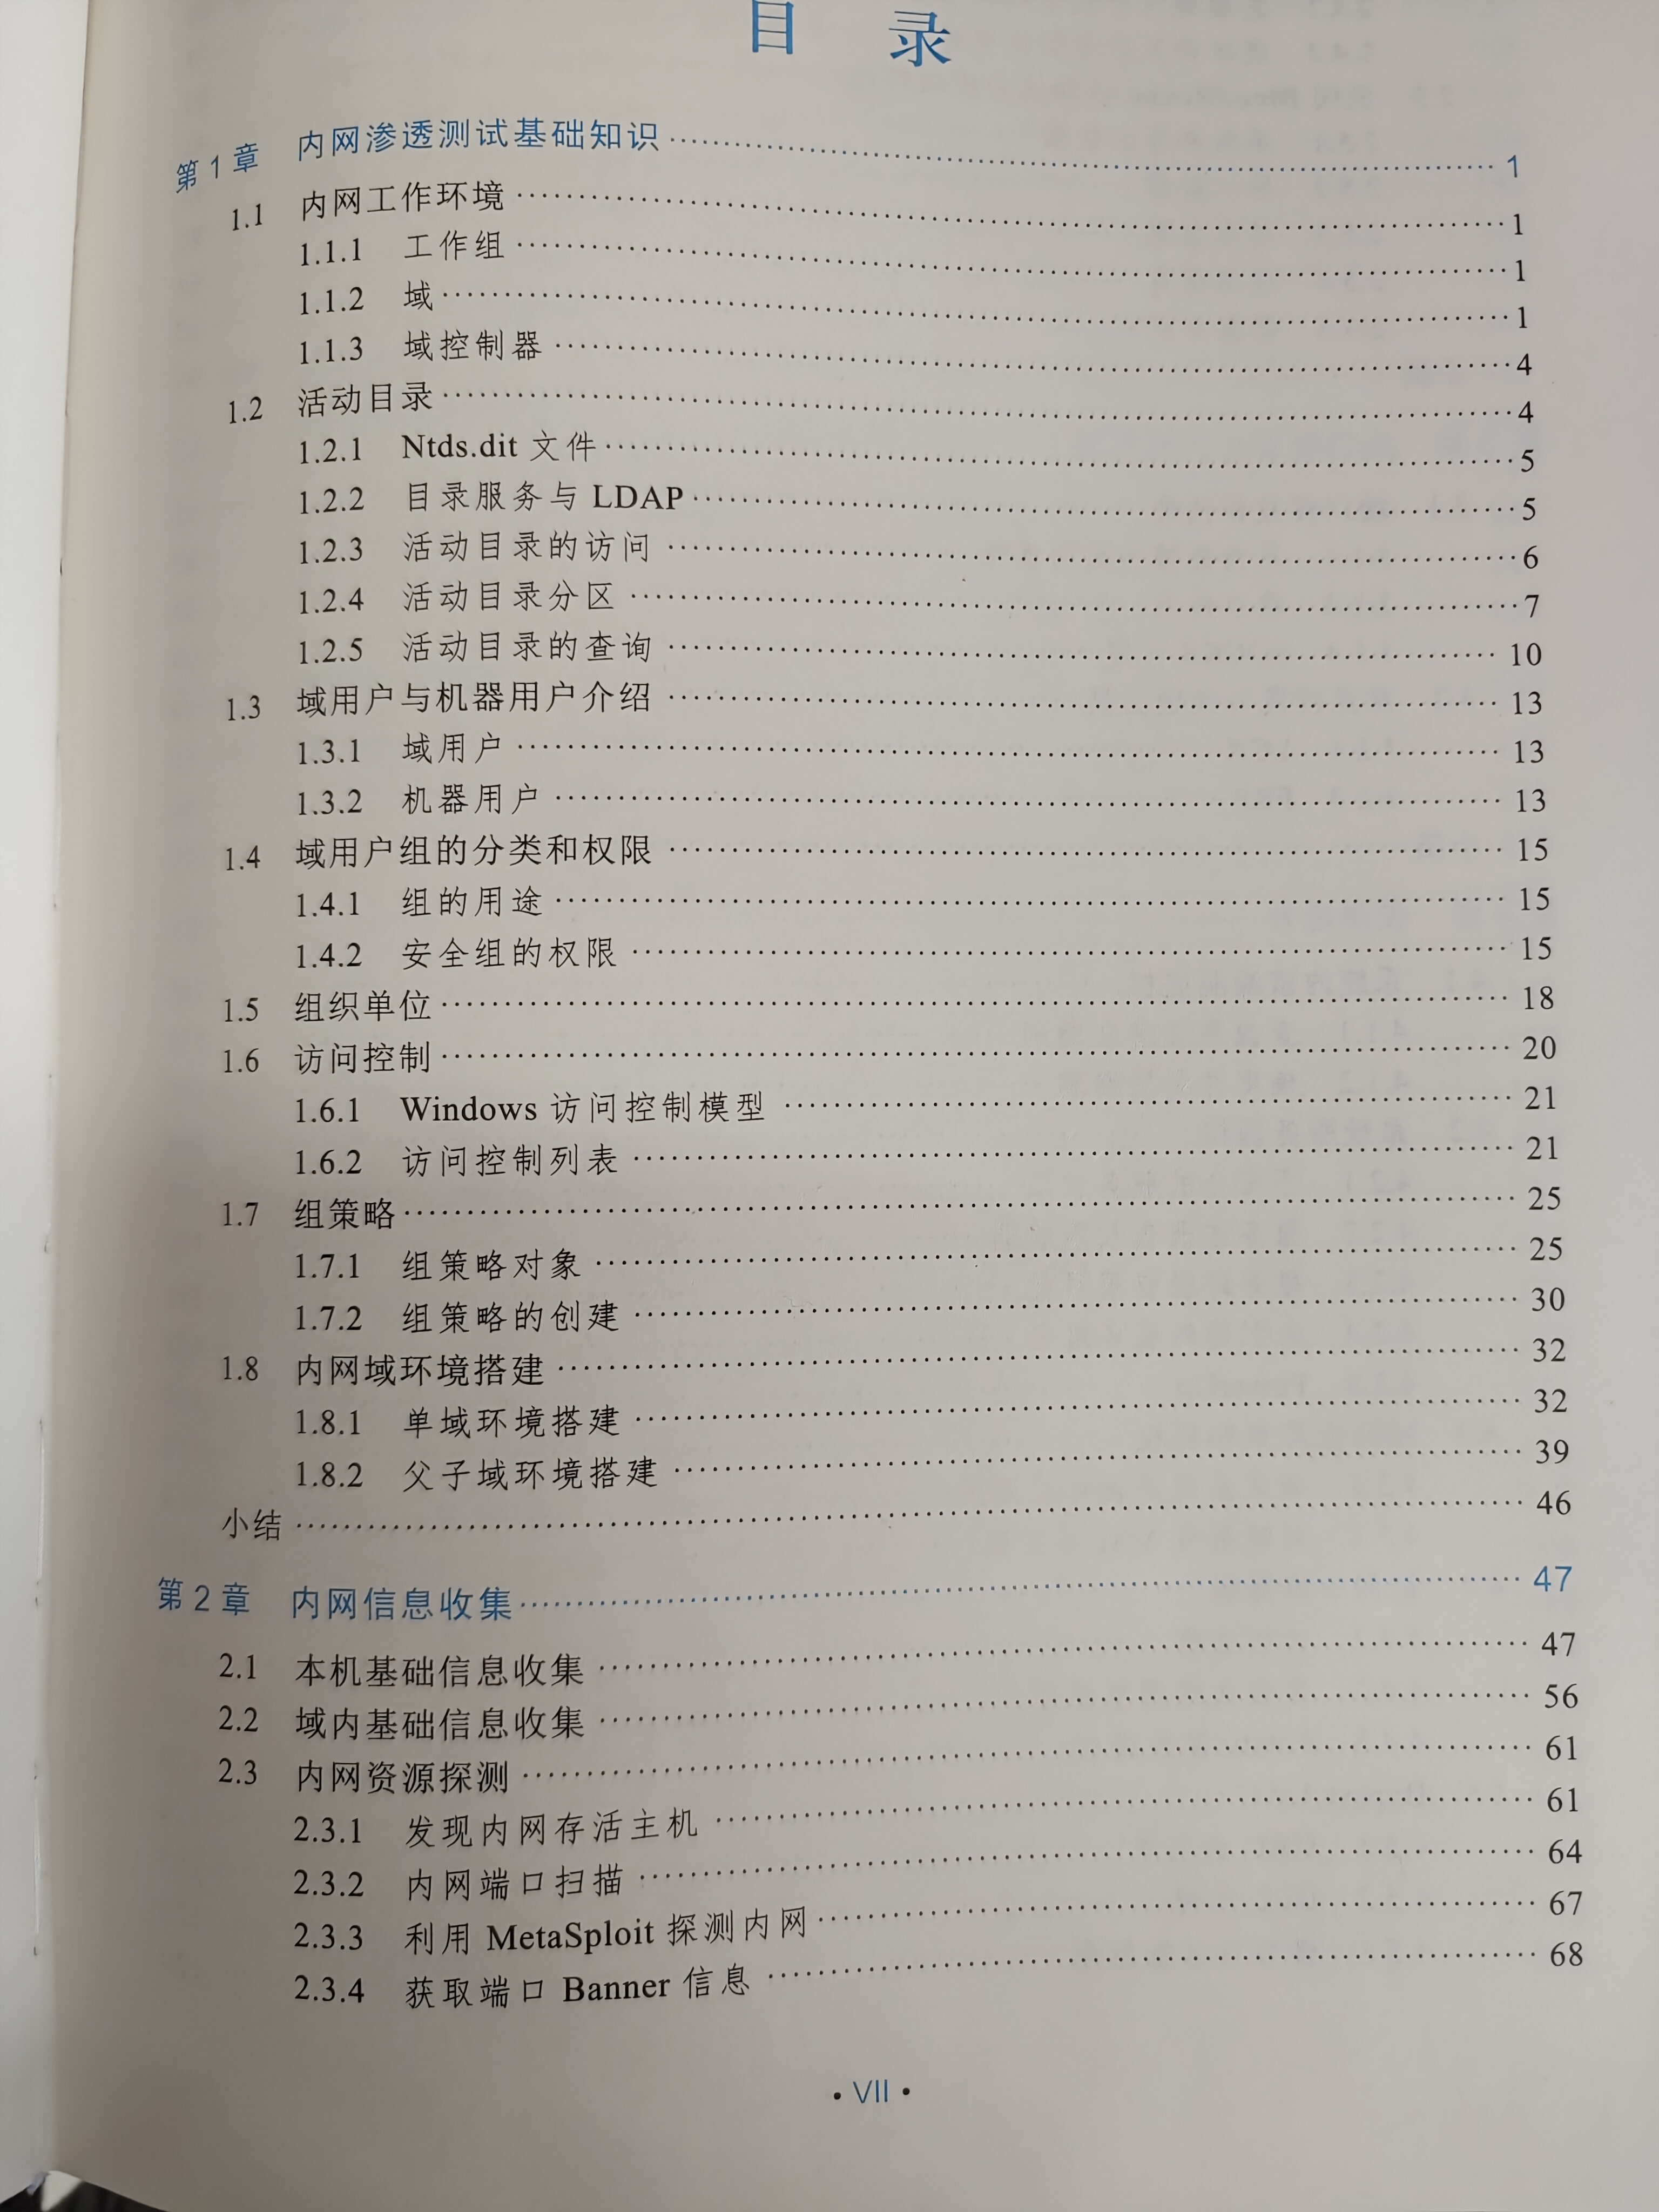 目 录
第1章 内网渗透测试基础知识 1
1.1 内网工作环境 1
1.1.1 工作组 1
1.1.2 域 1
1.1.3 域控制器 4
1.2 活动目录 4
1.2.1 Ntds.dit 文件 5
1.2.2 目录服务与 LDAP 5
1.2.3 活动目录的访问 6
1.2.4 活动目录分区 7
1.2.5 活动目录的查询 10
1.3 域用户与机器用户介绍 13
1.3.1 域用户 13
1.3.2 机器用户 13
1.4 域用户组的分类和权限 15
1.4.1 组的用途 15
1.4.2 安全组的权限 15
1.5 组织单位 18
1.6 访问控制 20
1.6.1 Windows 访问控制模型 21
1.6.2 访问控制列表 21
1.7 组策略 25
1.7.1 组策略对象 25
1.7.2 组策略的创建 30
1.8 内网域环境搭建 32
1.8.1 单域环境搭建 32
1.8.2 父子域环境搭建 39
小结 46
第2章 内网信息收集 47
2.1 本机基础信息收集 47
2.2 域内基础信息收集 56
2.3 内网资源探测 61
2.3.1 发现内网存活主机 61
2.3.2 内网端口扫描 64
2.3.3 利用 MetaSploit 探测内网 67
2.3.4 获取端口 Banner 信息 68
• VII •